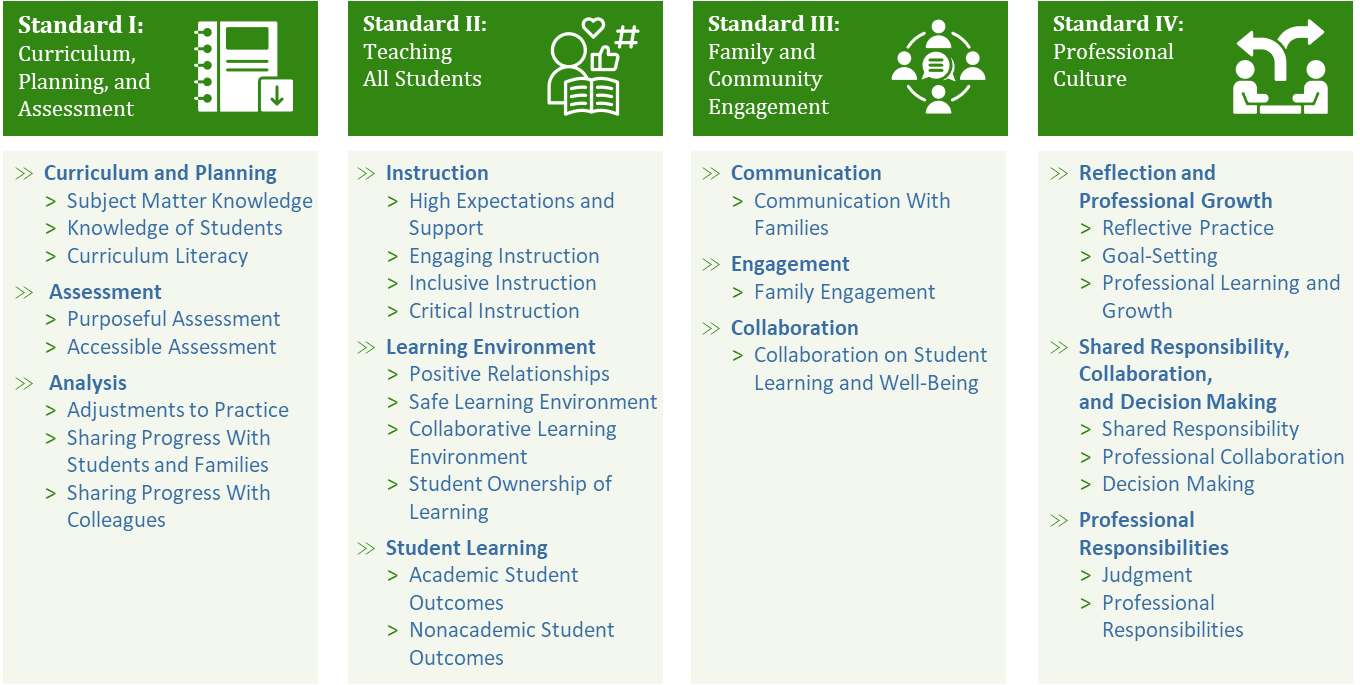 Standard I:
Curriculum,
Planning, and
Assessment
>> Curriculum and Planning
> Subject Matter Knowledge
> Knowledge of Students
> Curriculum Literacy
>> Assessment
> Purposeful Assessment
> Accessible Assessment
>> Analysis
> Adjustments to Practice
> Sharing Progress With
Students and Families
> Sharing Progress With
Colleagues
Standard II:
Teaching
All Students
#
>> Instruction
> High Expectations and
Support
> Engaging Instruction
> Inclusive Instruction
> Critical Instruction
>> Learning Environment
> Positive Relationships
> Safe Learning Environment
> Collaborative Learning
Environment
> Student Ownership of
Learning
>> Student Learning
> Academic Student
Outcomes
> Nonacademic Student
Outcomes
Standard III:
Family and
Community
Engagement
>> Communication
> Communication With
Families
>> Engagement
> Family Engagement
>> Collaboration
> Collaboration on Student
Learning and Well-Being
Standard IV:
Professional
Culture
>> Reflection and
Professional Growth
> Reflective Practice
> Goal-Setting
> Professional Learning and
Growth
>> Shared Responsibility,
Collaboration,
and Decision Making
> Shared Responsibility
> Professional Collaboration
> Decision Making
>> Professional
Responsibilities
> Judgment
> Professional
Responsibilities